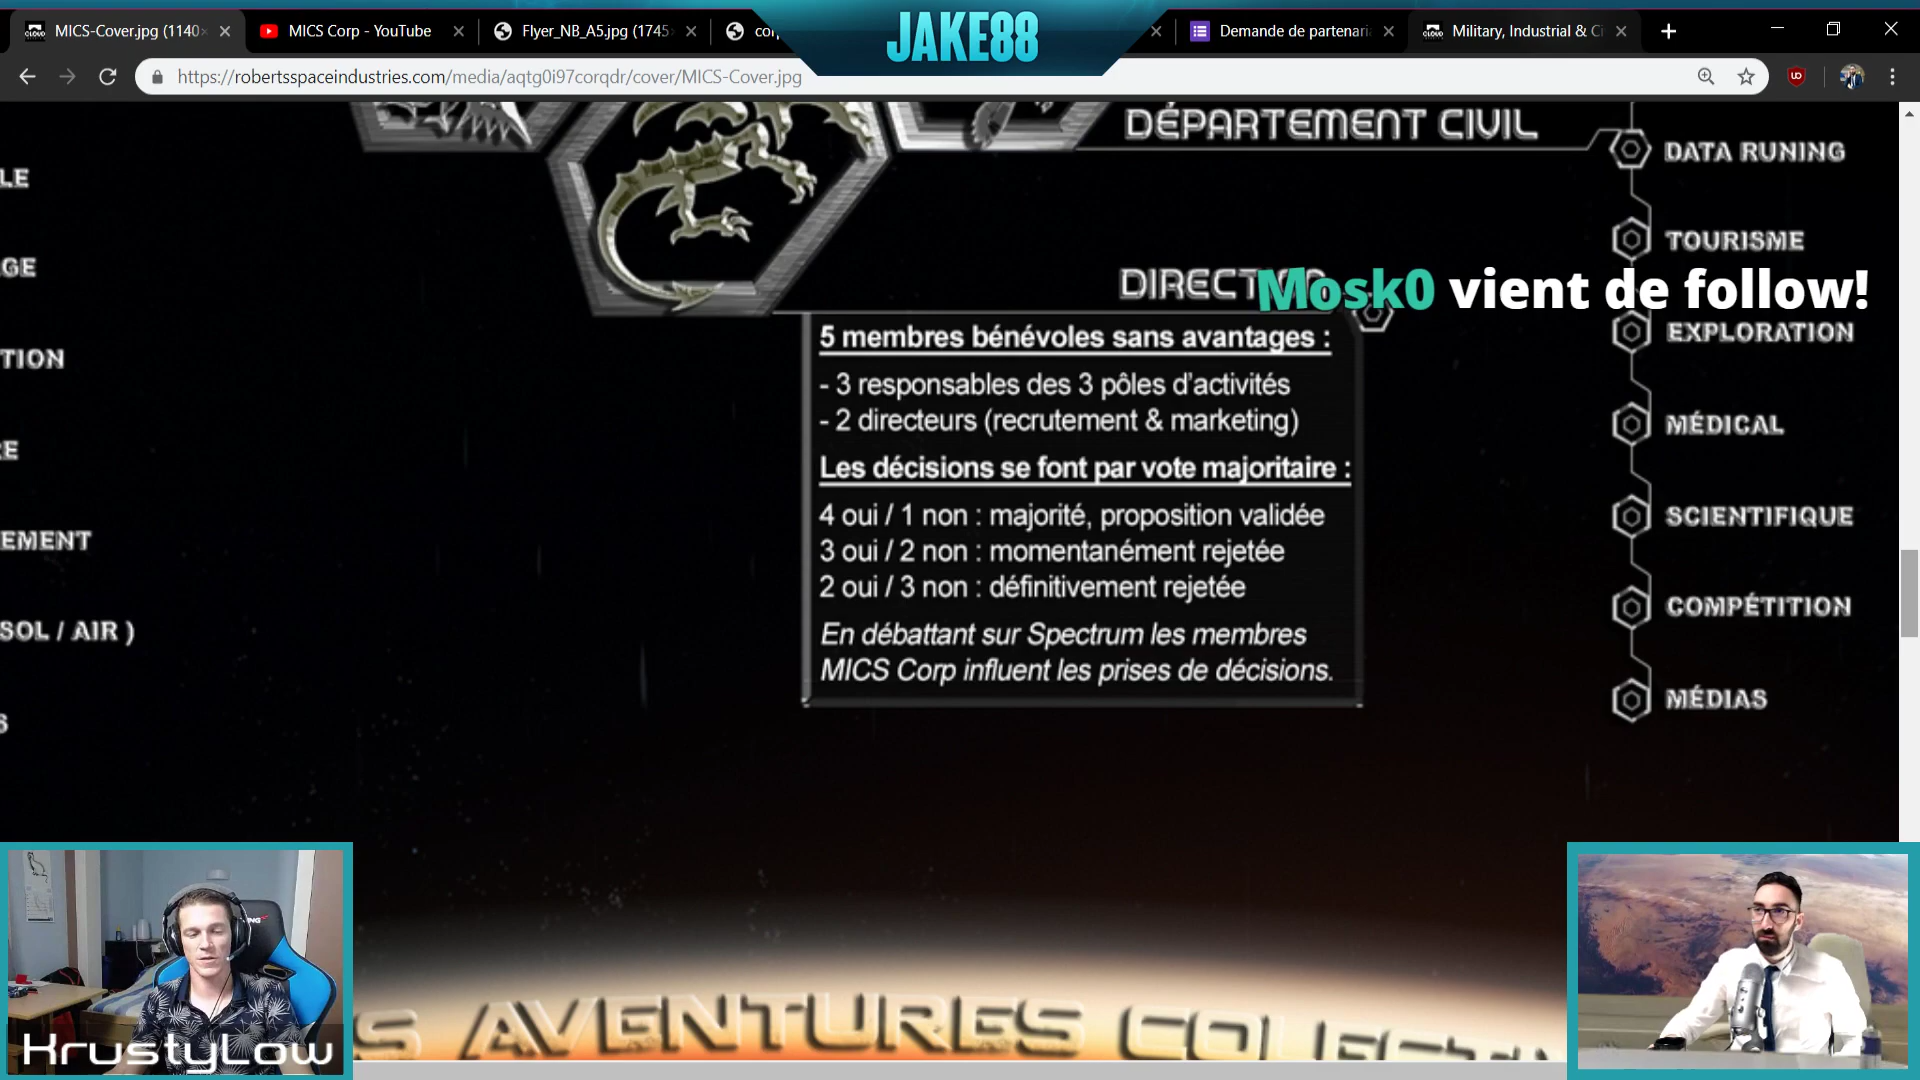 MICS-Cover.jpg (1140×
MICS Corp - YouTube
Flyer_NB_A5.jpg (1745×
JAKE88
Demande de partenari
Military, Industrial & Ci
https://robertsspaceindustries.com/media/aqtg0i97corqdr/cover/MICS-Cover.jpg
DÉPARTEMENT CIVIL
DATA RUNING
TOURISME
Mosk0 vient de follow!
EXPLORATION
MÉDICAL
SCIENTIFIQUE
COMPÉTITION
MÉDIAS
LE
AGE
TION
RE
EMENT
SOL / AIR )
S
5 membres bénévoles sans avantages :
- 3 responsables des 3 pôles d'activités
- 2 directeurs (recrutement & marketing)
Les décisions se font par vote majoritaire :
4 oui / 1 non : majorité, proposition validée
3 oui / 2 non : momentanément rejetée
2 oui / 3 non : définitivement rejetée
En débattant sur Spectrum les membres
MICS Corp influent les prises de décisions.
S AVENTURES
KrustyLow